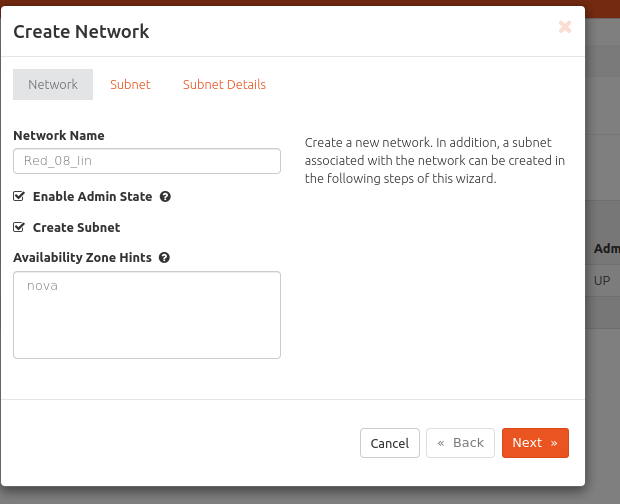 Create Network
Network Subnet Subnet Details
Network Name
Red_08_lin
Enable Admin State
Create Subnet
Availability Zone Hints
nova
Create a new network. In addition, a subnet
associated with the network can be created in
the following steps of this wizard.
Adm
UP
Cancel « Back Next »